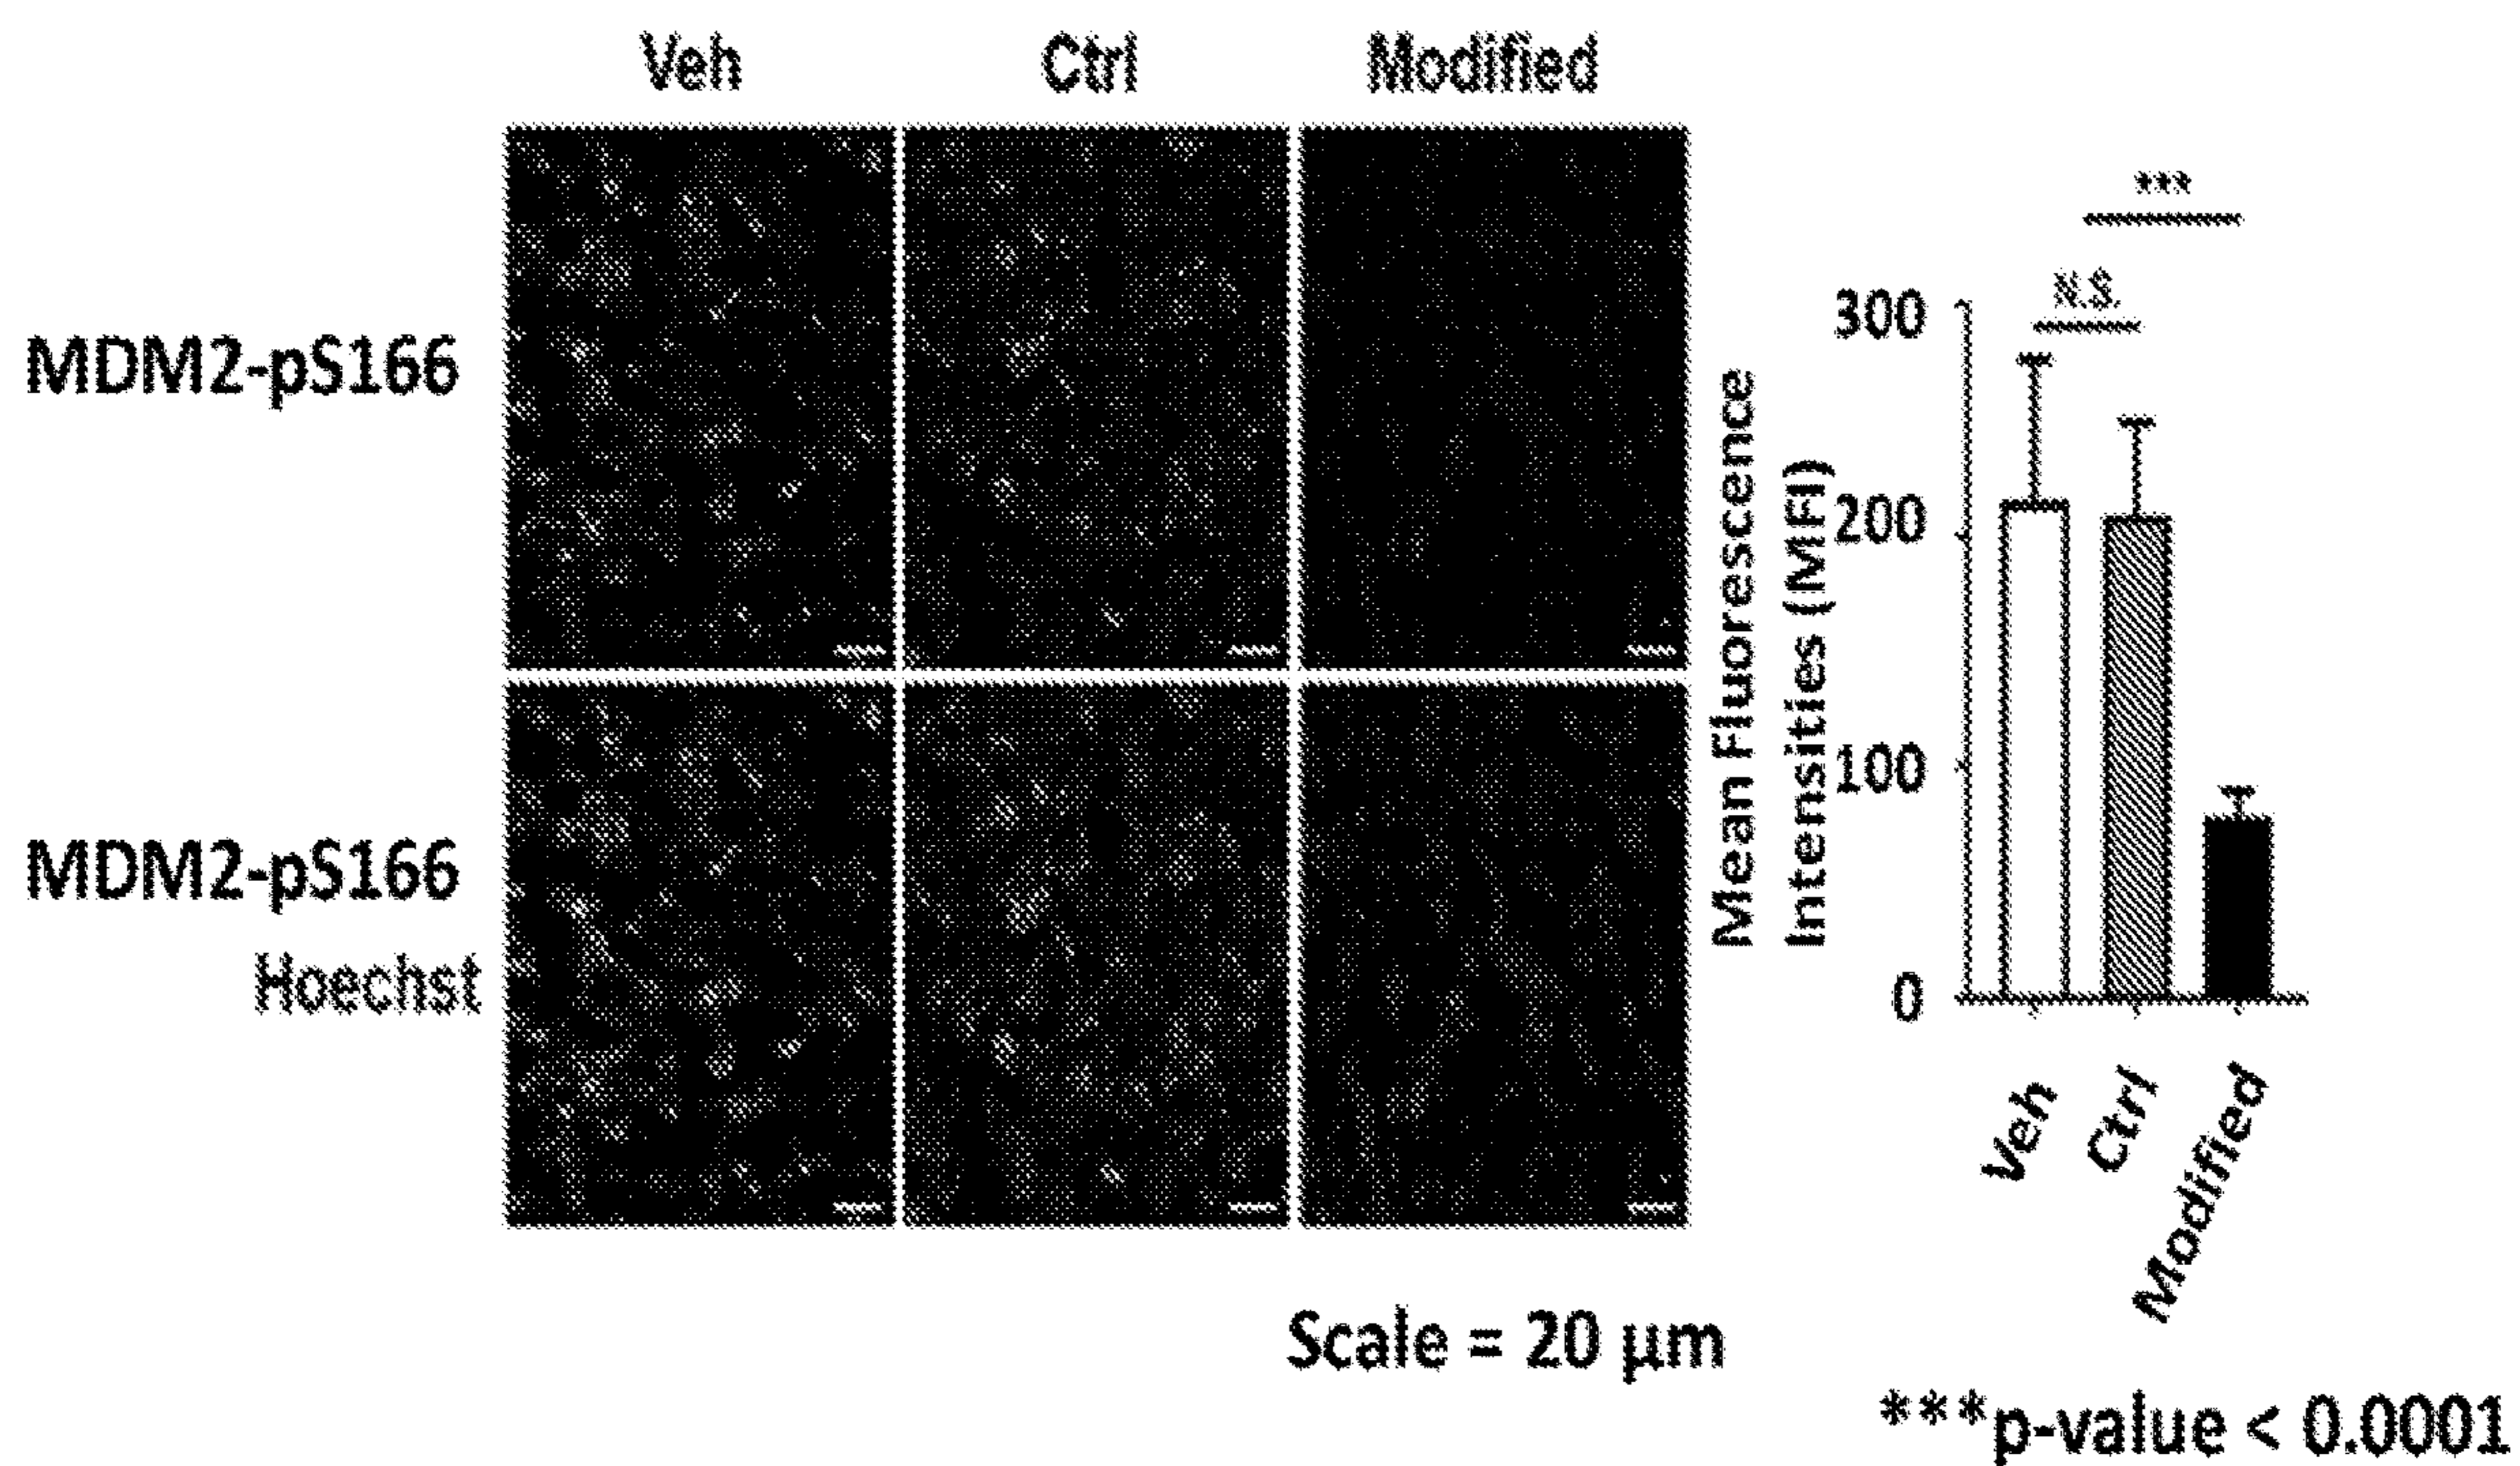 Veh Ctrl Modified
MDM2-pS166
MDM2-pS166
Hoechst
Scale = 20 µm
Mean Fluorescence
Intensities (MFI)
***
N.S.
300
200
100
0
Veh
Ctrl
Modified
***p-value < 0.0001